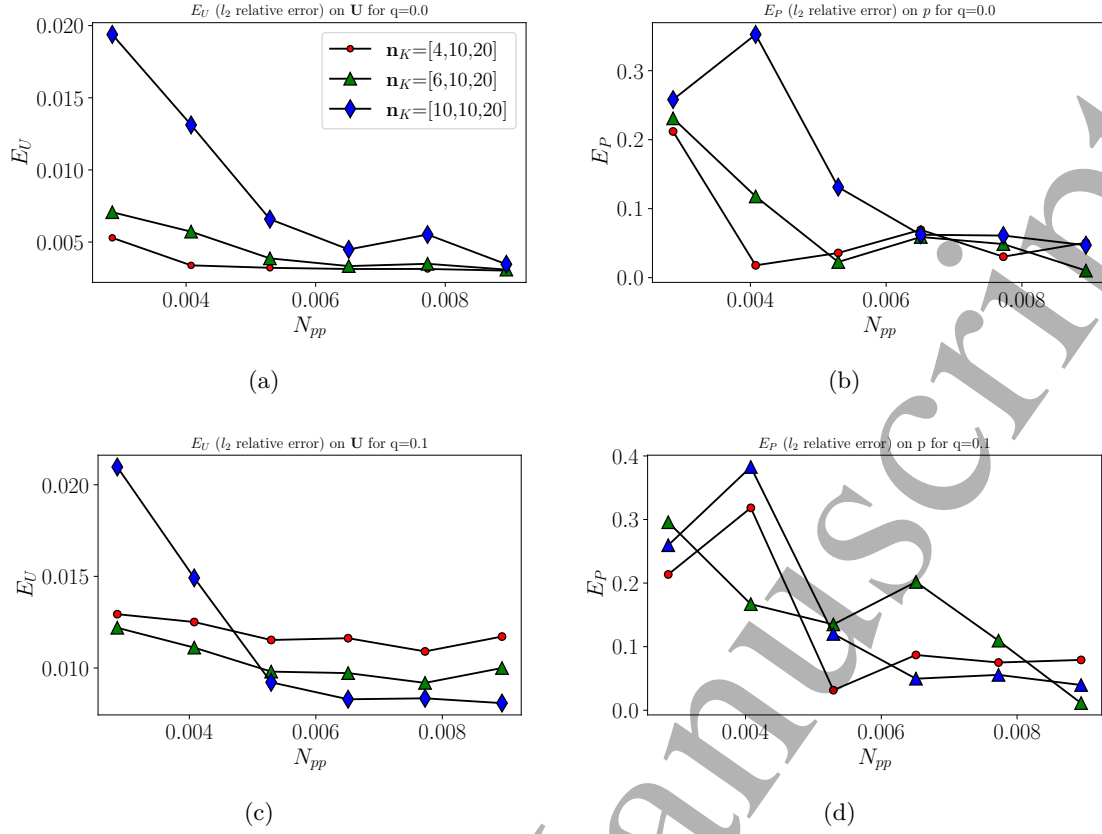 E_U (l_2 relative error) on U for q=0.0
E_P (l_2 relative error) on p for q=0.0
0.020
0.015
0.010
0.005
E_U
n_K=[4,10,20]
n_K=[6,10,20]
n_K=[10,10,20]
0.004 0.006 0.008
N_pp
0.3
0.2
0.1
0.0
E_P
0.004 0.006 0.008
N_pp
(a)
(b)
E_U (l_2 relative error) on U for q=0.1
E_P (l_2 relative error) on p for q=0.1
0.020
0.015
0.010
E_U
0.004 0.006 0.008
N_pp
0.4
0.3
0.2
0.1
0.0
E_P
0.004 0.006 0.008
N_pp
(c)
(d)
anuscrip